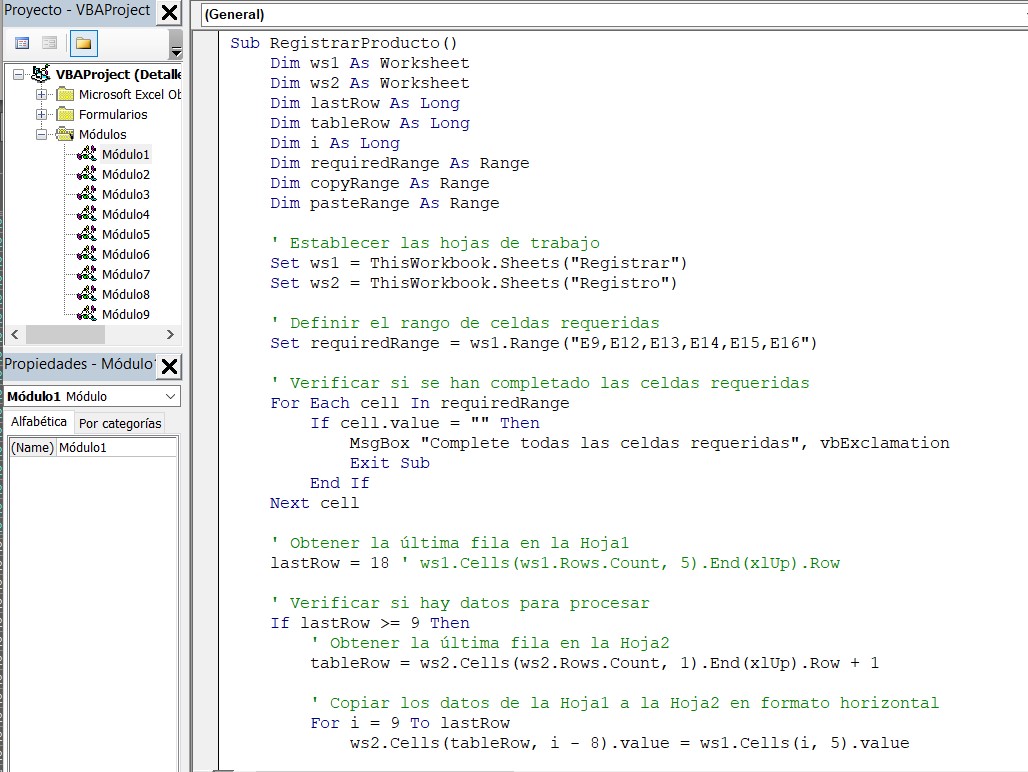 Proyecto - VBAProject
VBAProject (Detalle
Microsoft Excel Ob
Formularios
Módulos
Módulo1
Módulo2
Módulo3
Módulo4
Módulo5
Módulo6
Módulo7
Módulo8
Módulo9
Propiedades - Módulo1
Módulo1 Módulo
Alfabética Por categorías
(Name) Módulo1
(General)
Sub RegistrarProducto()
    Dim ws1 As Worksheet
    Dim ws2 As Worksheet
    Dim lastRow As Long
    Dim tableRow As Long
    Dim i As Long
    Dim requiredRange As Range
    Dim copyRange As Range
    Dim pasteRange As Range
    ' Establecer las hojas de trabajo
    Set ws1 = ThisWorkbook.Sheets("Registrar")
    Set ws2 = ThisWorkbook.Sheets("Registro")
    ' Definir el rango de celdas requeridas
    Set requiredRange = ws1.Range("E9,E12,E13,E14,E15,E16")
    ' Verificar si se han completado las celdas requeridas
    For Each cell In requiredRange
        If cell.value = "" Then
            MsgBox "Complete todas las celdas requeridas", vbExclamation
            Exit Sub
        End If
    Next cell
    ' Obtener la última fila en la Hoja1
    lastRow = 18 ' ws1.Cells(ws1.Rows.Count, 5).End(xlUp).Row
    ' Verificar si hay datos para procesar
    If lastRow >= 9 Then
        ' Obtener la última fila en la Hoja2
        tableRow = ws2.Cells(ws2.Rows.Count, 1).End(xlUp).Row + 1
        ' Copiar los datos de la Hoja1 a la Hoja2 en formato horizontal
        For i = 9 To lastRow
            ws2.Cells(tableRow, i - 8).value = ws1.Cells(i, 5).value